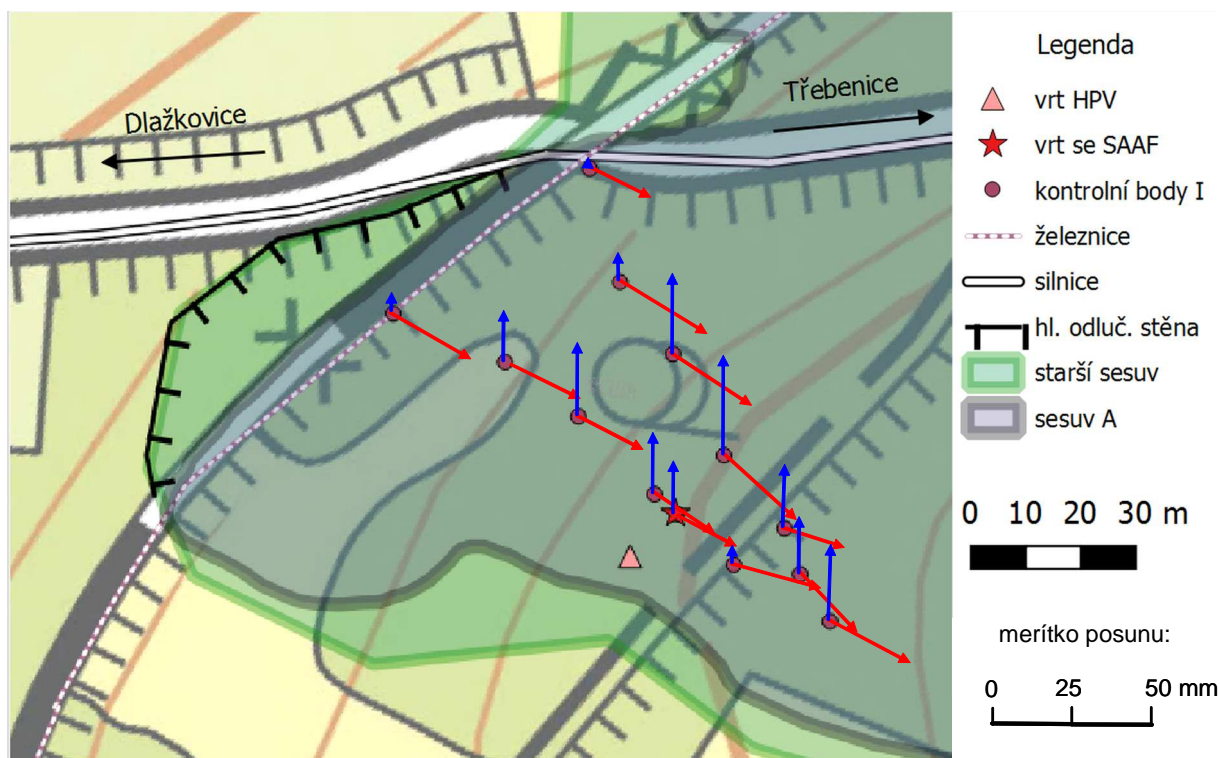 Dlažkovice
Třebenice
Legenda
vrt HPV
vrt se SAAF
kontrolní body I
železnice
silnice
hl. odluč. stěna
starší sesuv
sesuv A
0 10 20 30 m
merítko posunu:
0 25 50 mm